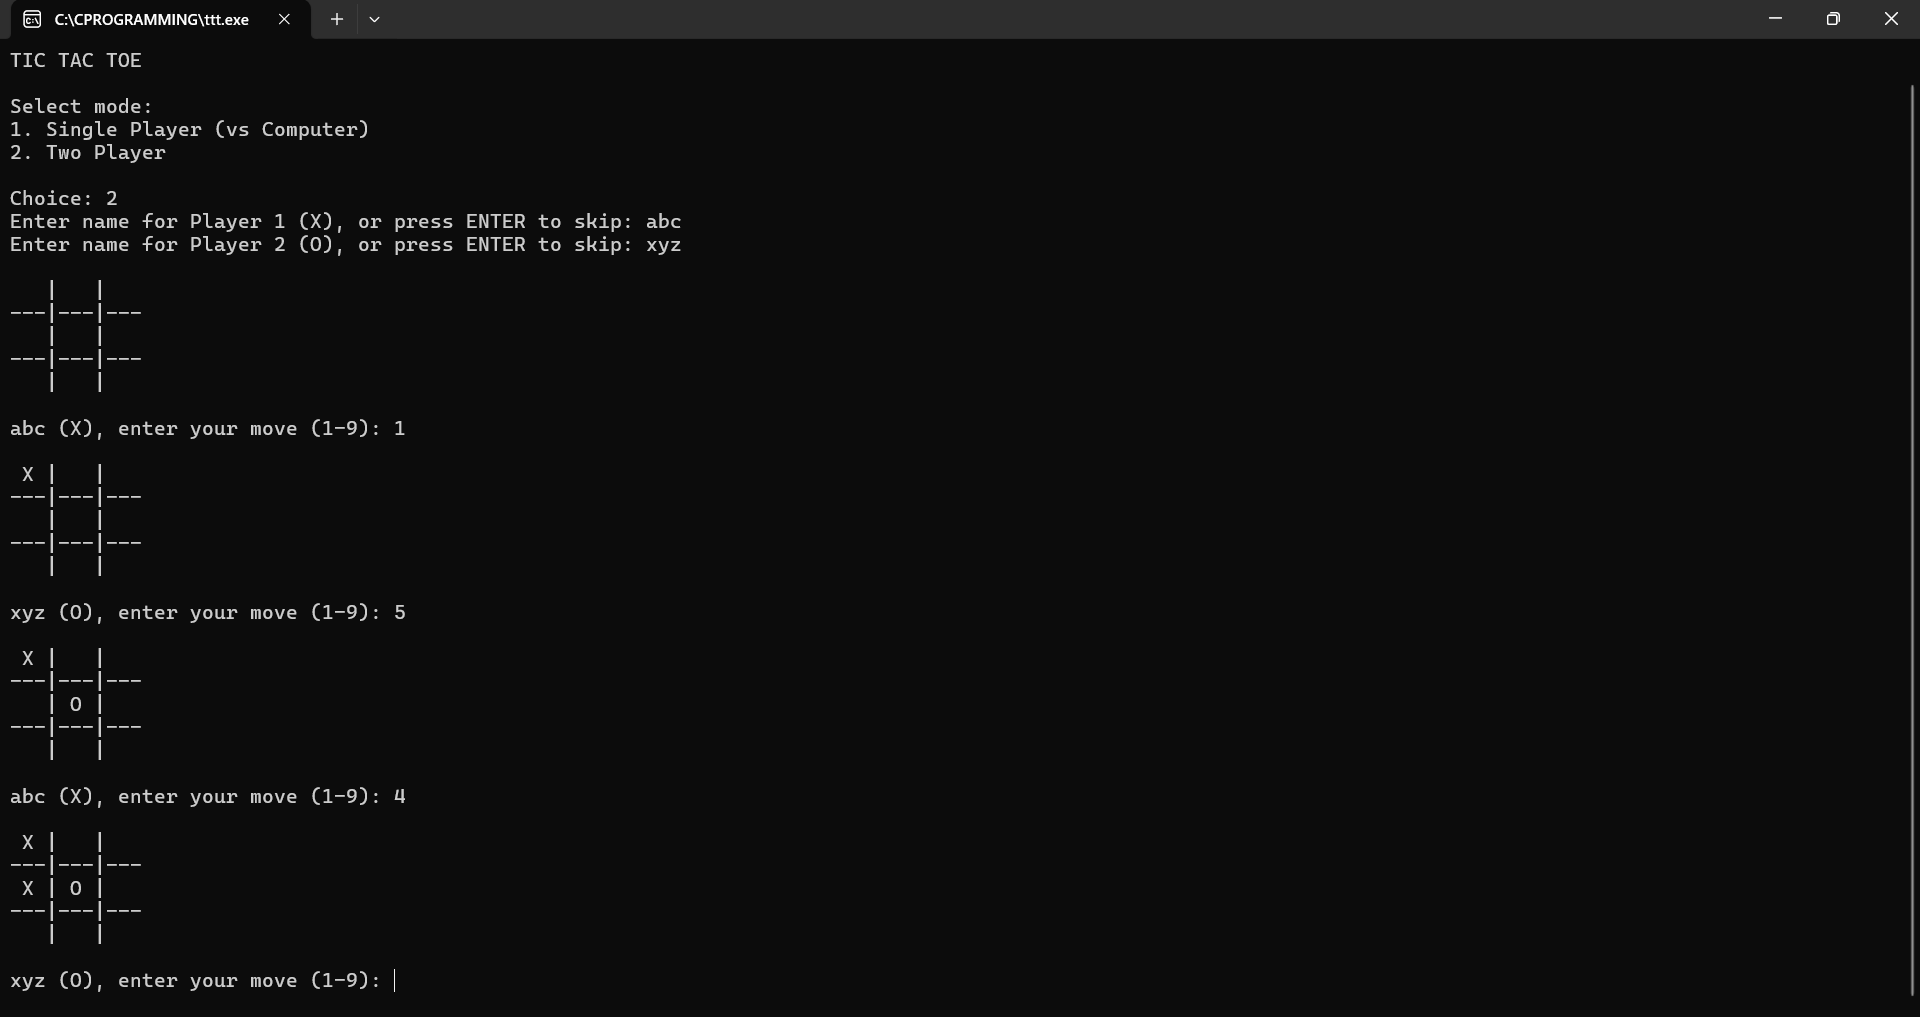 C:\CPROGRAMMING\ttt.exe
TIC TAC TOE
Select mode:
1. Single Player (vs Computer)
2. Two Player
Choice: 2
Enter name for Player 1 (X), or press ENTER to skip: abc
Enter name for Player 2 (O), or press ENTER to skip: xyz
   |   |
---|---|---
   |   |
---|---|---
   |   |
abc (X), enter your move (1-9): 1
 X |   |
---|---|---
   |   |
---|---|---
   |   |
xyz (O), enter your move (1-9): 5
 X |   |
---|---|---
   | O |
---|---|---
   |   |
abc (X), enter your move (1-9): 4
 X |   |
---|---|---
 X | O |
---|---|---
   |   |
xyz (O), enter your move (1-9):